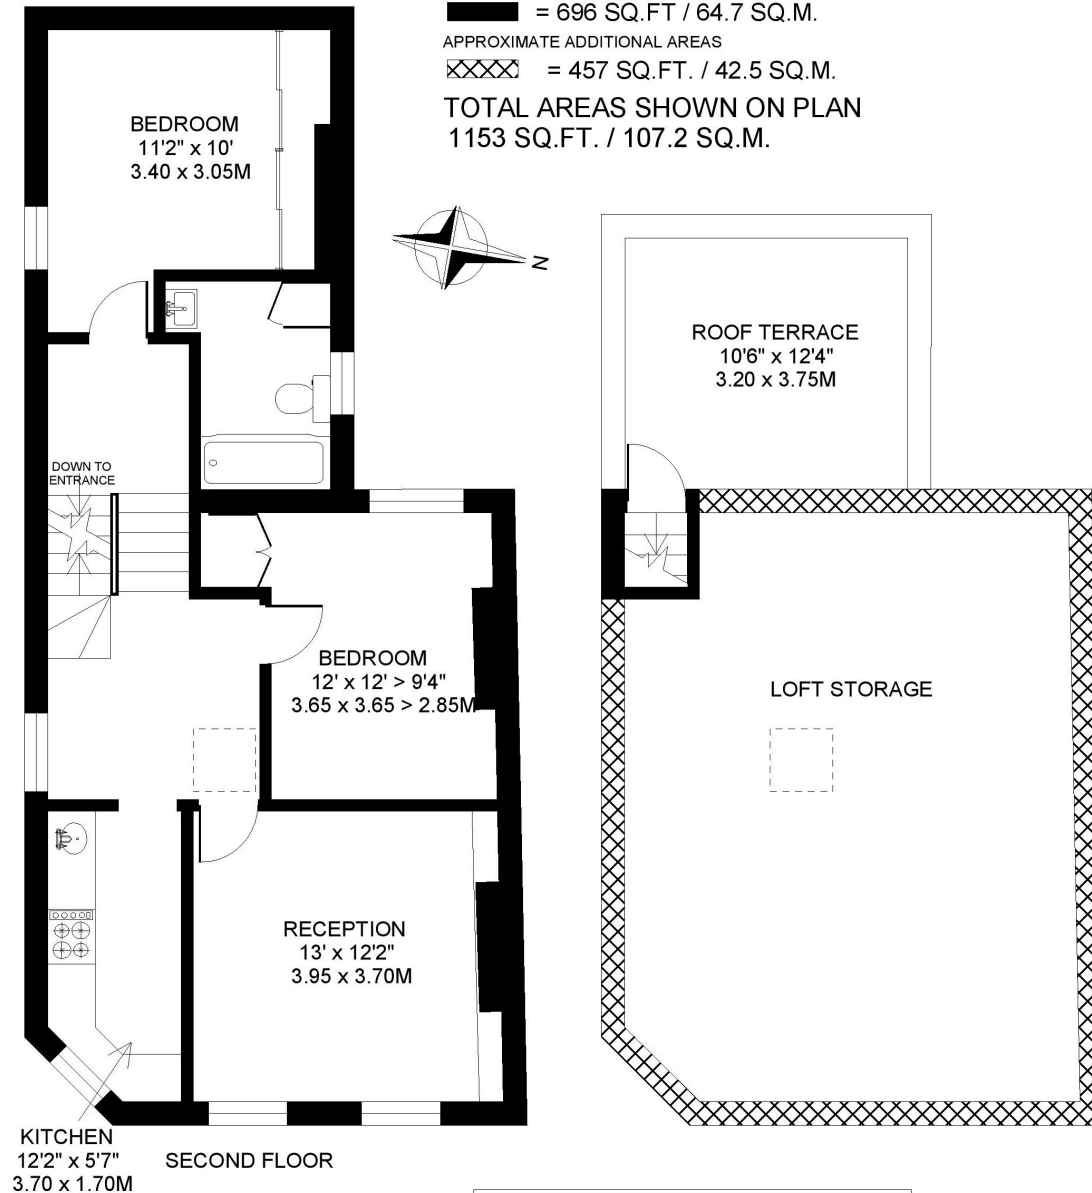 = 696 SQ.FT / 64.7 SQ.M.
APPROXIMATE ADDITIONAL AREAS
= 457 SQ.FT. / 42.5 SQ.M.
TOTAL AREAS SHOWN ON PLAN
1153 SQ.FT. / 107.2 SQ.M.
BEDROOM
11'2" x 10'
3.40 x 3.05M
N
ROOF TERRACE
10'6" x 12'4"
3.20 x 3.75M
DOWN TO
ENTRANCE
BEDROOM
12' x 12' > 9'4"
3.65 x 3.65 > 2.85M
LOFT STORAGE
RECEPTION
13' x 12'2"
3.95 x 3.70M
KITCHEN
12'2" x 5'7"
3.70 x 1.70M
SECOND FLOOR